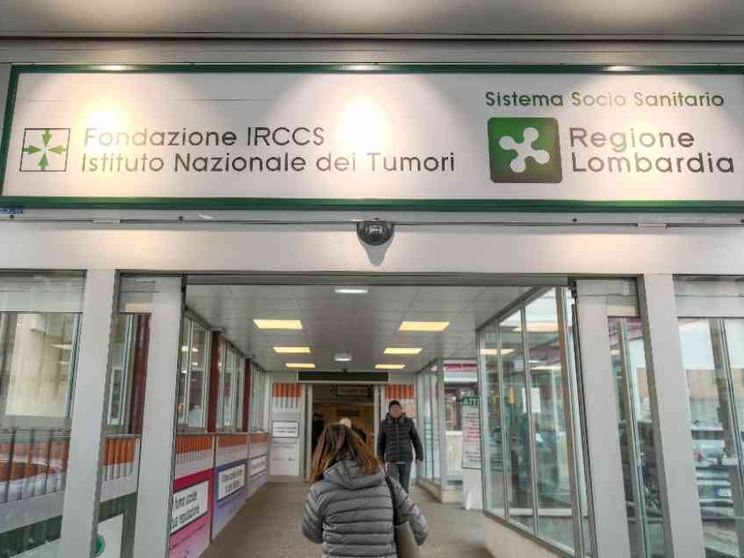 Sistema Socio Sanitario
Fondazione IRCCS
Istituto Nazionale dei Tumori
Regione
Lombardia